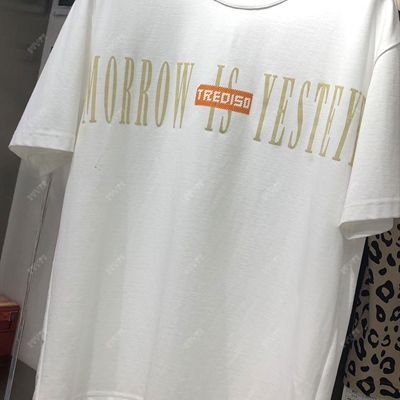 MORROW IS YESTE
TREDISO